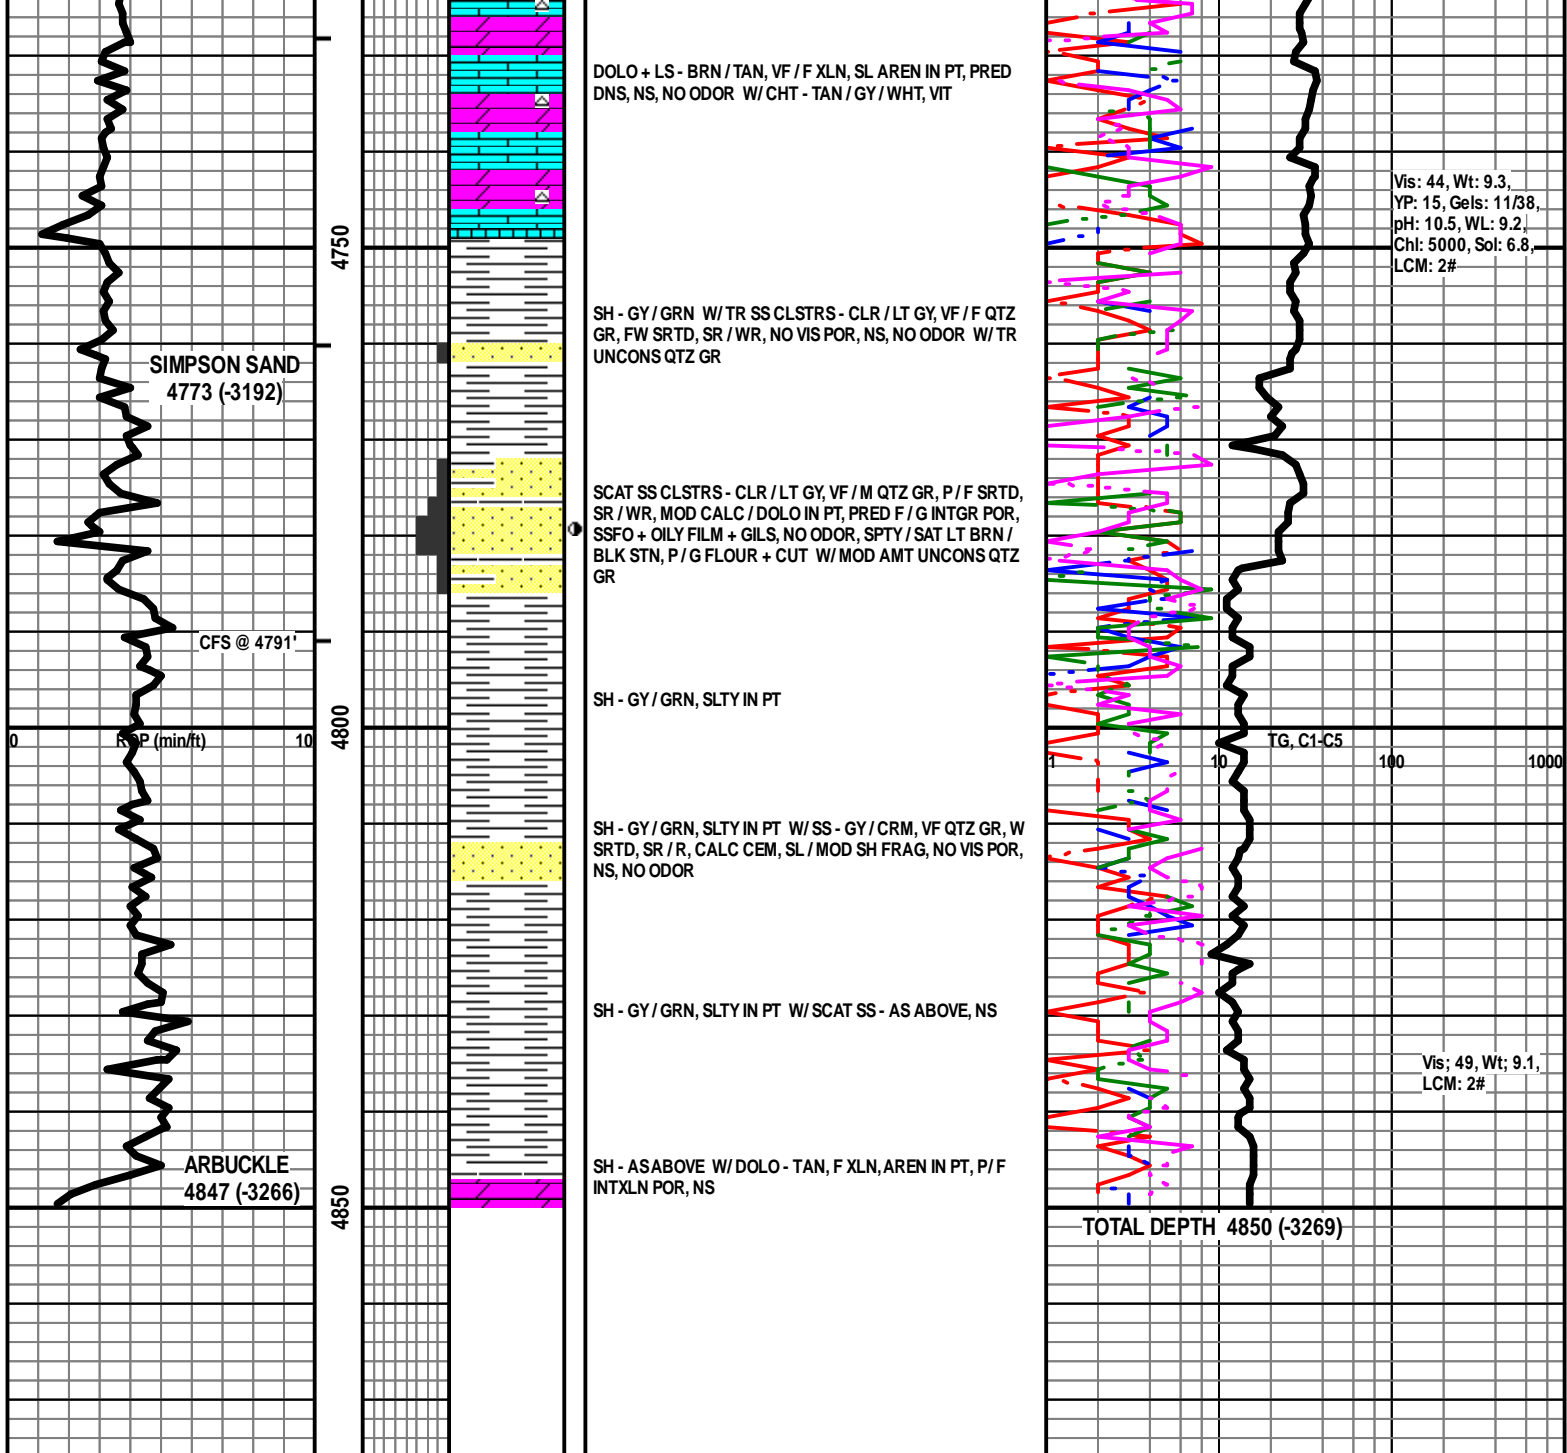 DOLO + LS - BRN / TAN, VF / F XLN, SL AREN IN PT, PRED
DNS, NS, NO ODOR W/ CHT - TAN / GY / WHT, VIT
Vis: 44, Wt: 9.3,
YP: 15, Gels: 11/38,
pH: 10.5, WL: 9.2,
Chl: 5000, Sol: 6.8,
LCM: 2#
4750
SH - GY / GRN W/ TR SS CLSTRS - CLR / LT GY, VF / F QTZ
GR, FW SRTD, SR / WR, NO VIS POR, NS, NO ODOR W/ TR
UNCONS QTZ GR
SIMPSON SAND
4773 (-3192)
SCAT SS CLSTRS - CLR / LT GY, VF / M QTZ GR, P / F SRTD,
SR / WR, MOD CALC / DOLO IN PT, PRED F / G INTGR POR,
SSFO + OILY FILM + GILS, NO ODOR, SPTY / SAT LT BRN /
BLK STN, P / G FLOUR + CUT W/ MOD AMT UNCONS QTZ
GR
CFS @ 4791'
SH - GY / GRN, SLTY IN PT
4800
0 ROP (min/ft) 10
TG, C1-C5
1 10 100 1000
SH - GY / GRN, SLTY IN PT W/ SS - GY / CRM, VF QTZ GR, W
SRTD, SR / R, CALC CEM, SL / MOD SH FRAG, NO VIS POR,
NS, NO ODOR
SH - GY / GRN, SLTY IN PT W/ SCAT SS - AS ABOVE, NS
Vis; 49, Wt; 9.1,
LCM: 2#
ARBUCKLE
4847 (-3266)
SH - AS ABOVE W/ DOLO - TAN, F XLN, AREN IN PT, P / F
INTXLN POR, NS
4850
TOTAL DEPTH 4850 (-3269)